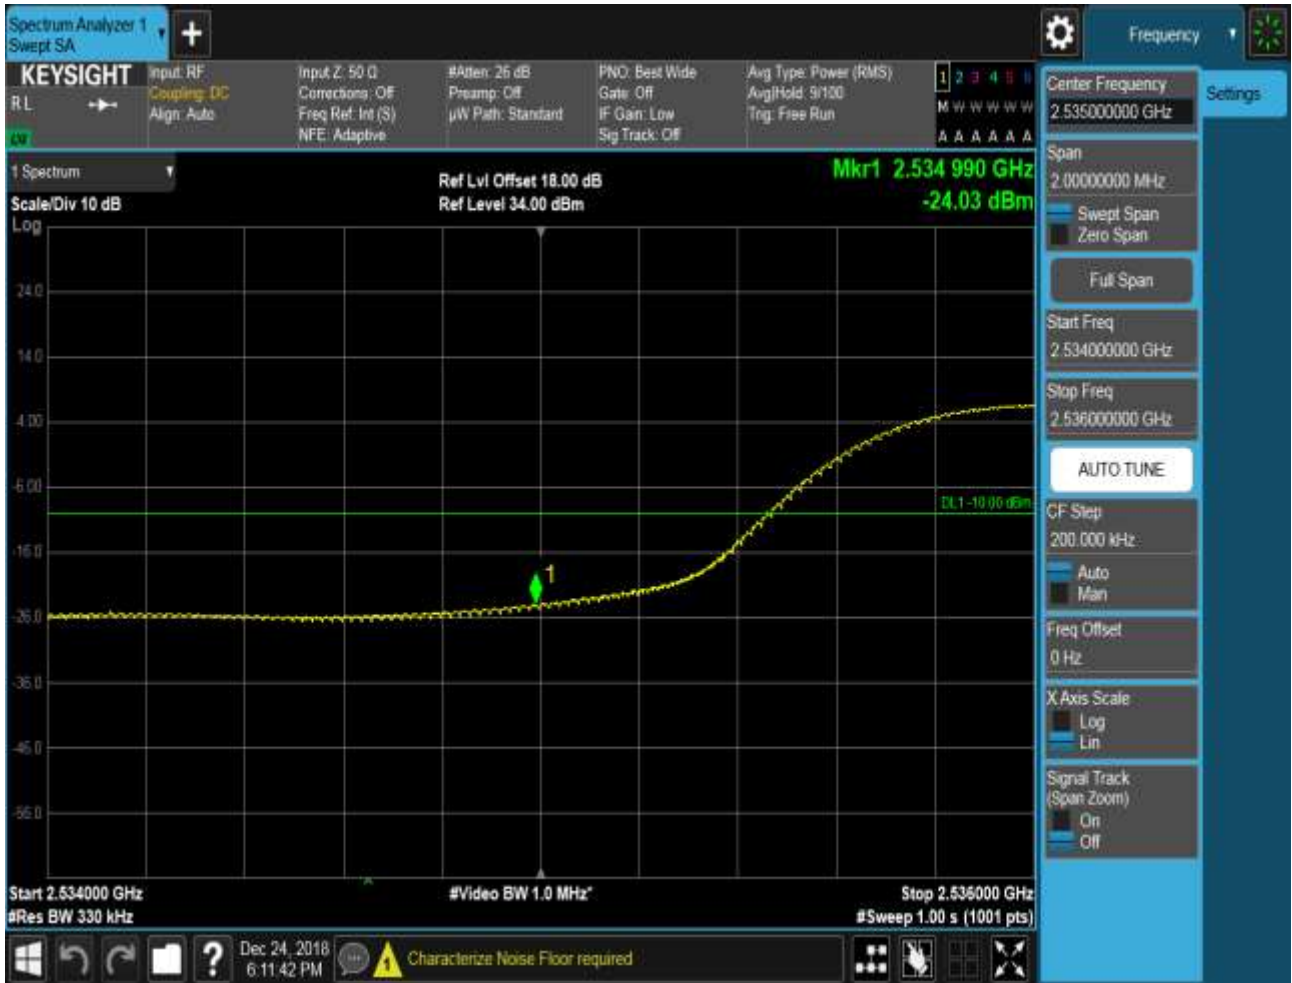 Spectrum Analyzer 1
Swept SA
+
Frequency
KEYSIGHT
RL
LXI
Input: RF
Coupling: DC
Align: Auto
Input Z: 50 Ω
Corrections: Off
Freq Ref: Int (S)
NFE: Adaptive
#Atten: 26 dB
Preamp: Off
µW Path: Standard
PNO: Best Wide
Gate: Off
IF Gain: Low
Sig Track: Off
Avg Type: Power (RMS)
Avg|Hold: 9/100
Trig: Free Run
1 2 3 4 5 6
M W W W W W
A A A A A A
1 Spectrum
Scale/Div 10 dB
Log
Ref Lvl Offset 18.00 dB
Ref Level 34.00 dBm
Mkr1 2.534 990 GHz
-24.03 dBm
24.0
14.0
4.00
-6.00
-16.0
-26.0
-36.0
-46.0
-56.0
DL1 -10.00 dBm
1
Start 2.534000 GHz
#Res BW 330 kHz
#Video BW 1.0 MHz*
Stop 2.536000 GHz
#Sweep 1.00 s (1001 pts)
Center Frequency
2.535000000 GHz
Settings
Span
2.00000000 MHz
Swept Span
Zero Span
Full Span
Start Freq
2.534000000 GHz
Stop Freq
2.536000000 GHz
AUTO TUNE
CF Step
200.000 kHz
Auto
Man
Freq Offset
0 Hz
X Axis Scale
Log
Lin
Signal Track
(Span Zoom)
On
Off
?
Dec 24, 2018
6:11:42 PM
1
Characterize Noise Floor required